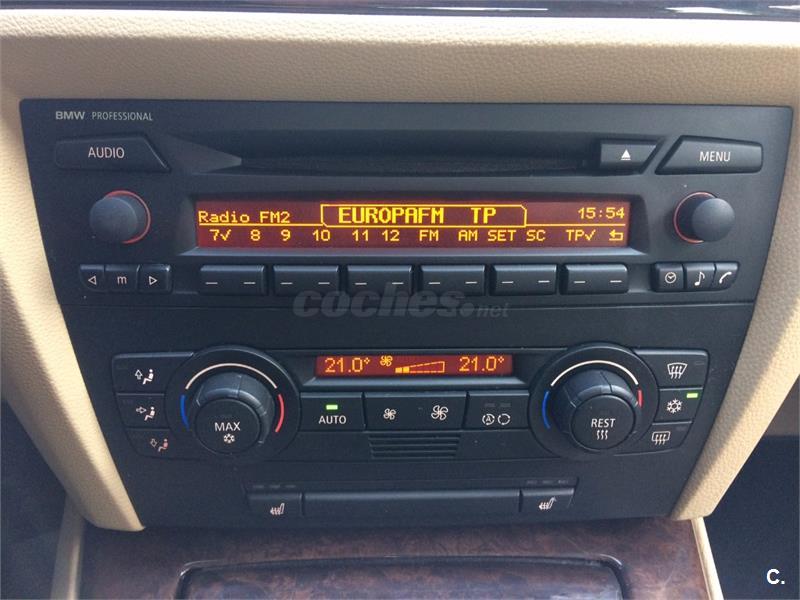 BMW PROFESSIONAL
AUDIO
MENU
Radio FM2 EUROPAFM TP 15:54
7✓ 8 9 10 11 12 FM AM SET SC TP✓
m
coches.net
21.0° 21.0°
MAX
AUTO
A
REST
C.